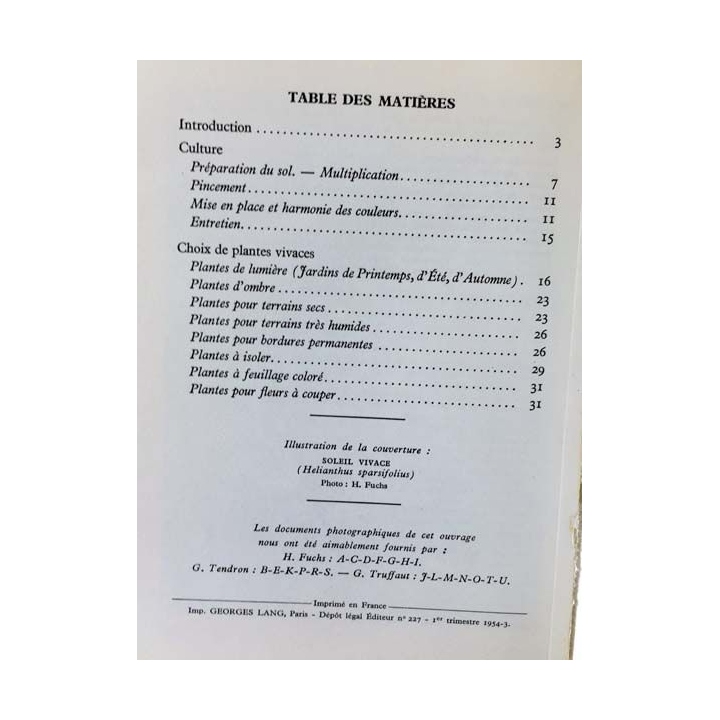 TABLE DES MATIÈRES
Introduction .......... 3
Culture
Préparation du sol. — Multiplication.......... 7
Pincement.......... 11
Mise en place et harmonie des couleurs.......... 11
Entretien.......... 15
Choix de plantes vivaces
Plantes de lumière (Jardins de Printemps, d'Été, d'Automne) . 16
Plantes d'ombre .......... 23
Plantes pour terrains secs .......... 23
Plantes pour terrains très humides .......... 26
Plantes pour bordures permanentes .......... 26
Plantes à isoler.......... 29
Plantes à feuillage coloré.......... 31
Plantes pour fleurs à couper.......... 31
Illustration de la couverture :
SOLEIL VIVACE
(Helianthus sparsifolius)
Photo : H. Fuchs
Les documents photographiques de cet ouvrage
nous ont été aimablement fournis par :
H. Fuchs : A-C-D-F-G-H-I.
G. Tendron : B-E-K-P-R-S. — G. Truffaut : J-L-M-N-O-T-U.
Imprimé en France
Imp. GEORGES LANG, Paris - Dépôt légal Éditeur n° 227 - 1er trimestre 1954-3.